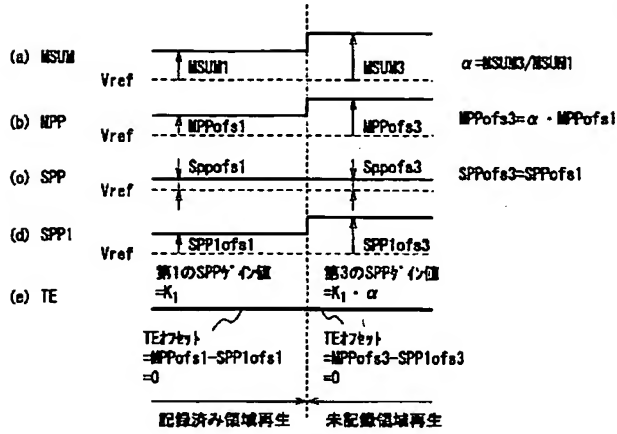 (a) MSUM
Vref
MSUM1
MSUM3
α=MSUM3/MSUM1
(b) MPP
Vref
MPPofs1
MPPofs3
MPPofs3=α・MPPofs1
(c) SPP
Sppofs1
Sppofs3
SPPofs3=SPPofs1
(d) SPP1
Vref
SPP1ofs1
SPP1ofs3
(e) TE
第1のSPPゲイン値
=K₁
第3のSPPゲイン値
=K₁・α
TEオフセット
=MPPofs1-SPP1ofs1
=0
TEオフセット
=MPPofs3-SPP1ofs3
=0
記録済み領域再生
未記録領域再生